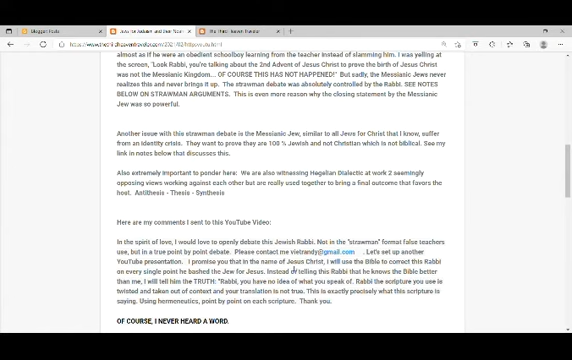 Blogger: Posts
Jews for Judaism and their "Stra
The Third Heaven Traveler
almost as if he were an obedient schoolboy learning from the teacher instead of slamming him. I was yelling at
the screen, "Look Rabbi, you're talking about the 2nd Advent of Jesus Christ to prove the birth of Jesus Christ
was not the Messianic Kingdom... OF COURSE THIS HAS NOT HAPPENED!" But sadly, the Messianic Jews never
realizes this and never brings it up. The strawman debate was absolutely controlled by the Rabbi. SEE NOTES
BELOW ON STRAWMAN ARGUMENTS. This is even more reason why the closing statement by the Messianic
Jew was so powerful.
Another issue with this strawman debate is the Messianic Jew, similar to all Jews for Christ that I know, suffer
from an identity crisis. They want to prove they are 100 % Jewish and not Christian which is not biblical. See my
link in notes below that discusses this.
Also extremely important to ponder here: We are also witnessing Hegelian Dialectic at work 2 seemingly
opposing views working against each other but are really used together to bring a final outcome that favors the
host. Antithesis - Thesis - Synthesis
Here are my comments I sent to this YouTube Video:
In the spirit of love, I would love to openly debate this Jewish Rabbi. Not in the "strawman" format false teachers
use, but in a true point by point debate. Please contact me vietrandy@gmail.com . Let's set up another
YouTube presentation. I promise you that in the name of Jesus Christ, I will use the Bible to correct this Rabbi
on every single point he bashed the Jew for Jesus. Instead of telling this Rabbi that he knows the Bible better
than me, I will tell him the TRUTH: "Rabbi, you have no idea of what you speak of. Rabbi the scripture you use is
twisted and taken out of context and your translation is not true. This is exactly precisely what this scripture is
saying. Using hermeneutics, point by point on each scripture. Thank you.
OF COURSE, I NEVER HEARD A WORD.